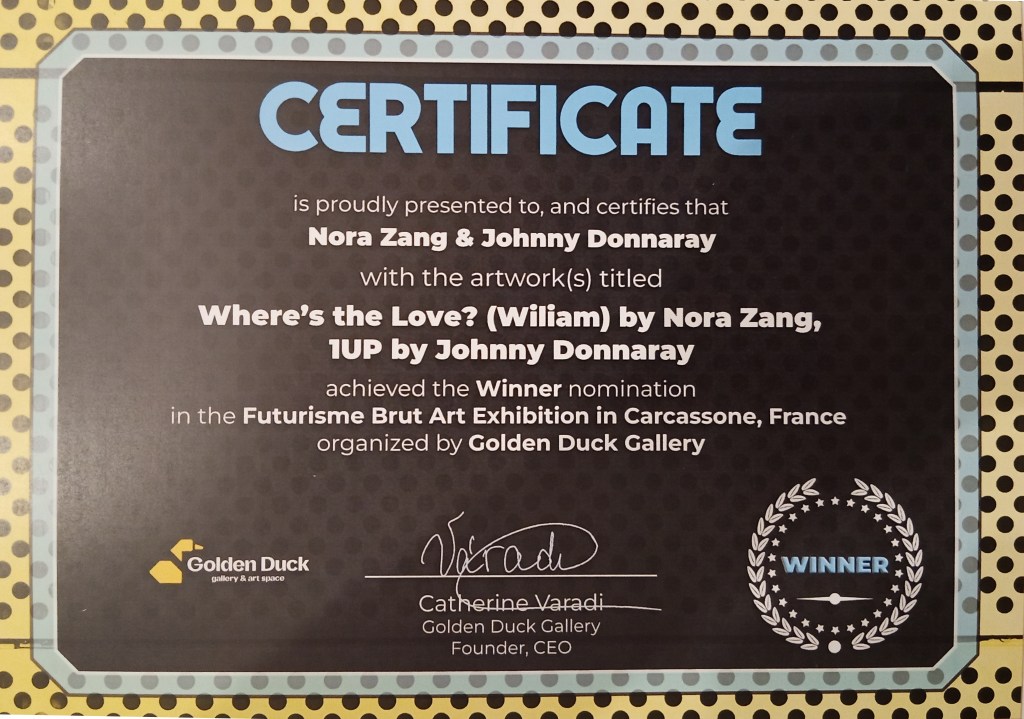 CERTIFICATE
is proudly presented to, and certifies that
Nora Zang & Johnny Donnaray
with the artwork(s) titled
Where's the Love? (Wiliam) by Nora Zang,
1UP by Johnny Donnaray
achieved the Winner nomination
in the Futurisme Brut Art Exhibition in Carcassone, France
organized by Golden Duck Gallery
Golden Duck
gallery & art space
Váradi
Catherine Varadi
Golden Duck Gallery
Founder, CEO
WINNER